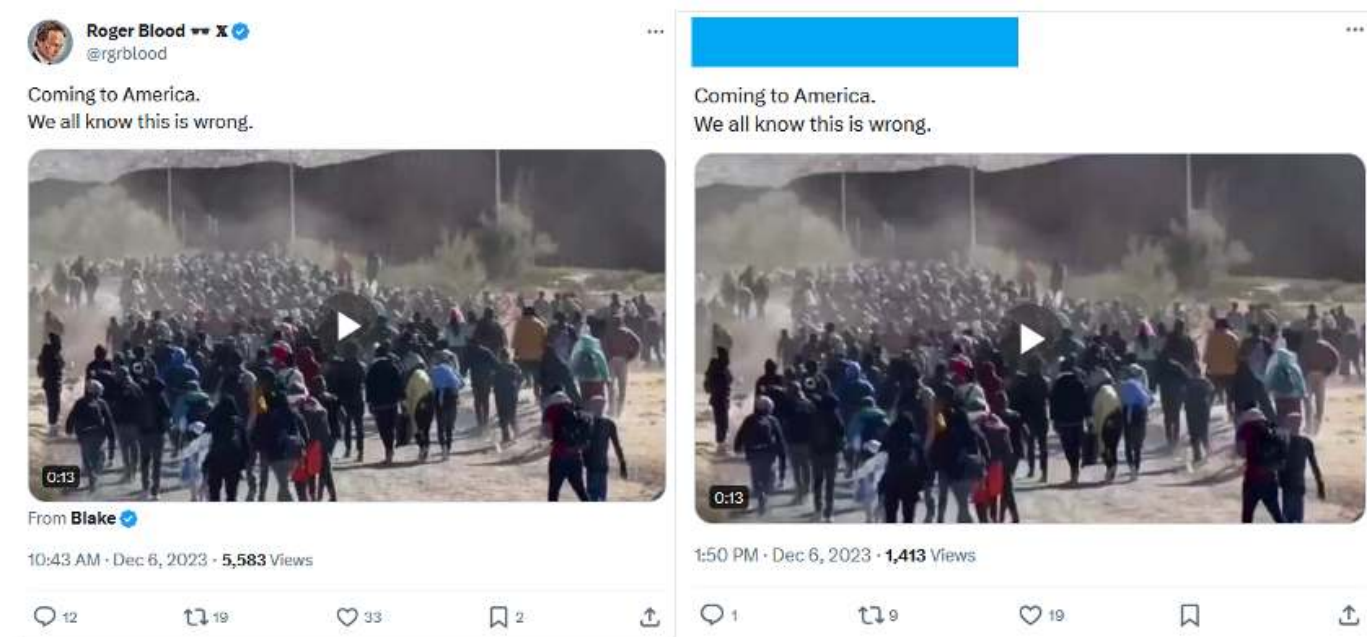 Roger Blood 🕶 𝕏
@rgrblood
Coming to America.
We all know this is wrong.
0:13
From Blake
10:43 AM · Dec 6, 2023 · 5,583 Views
12 19 33 2
Coming to America.
We all know this is wrong.
0:13
1:50 PM · Dec 6, 2023 · 1,413 Views
1 9 19